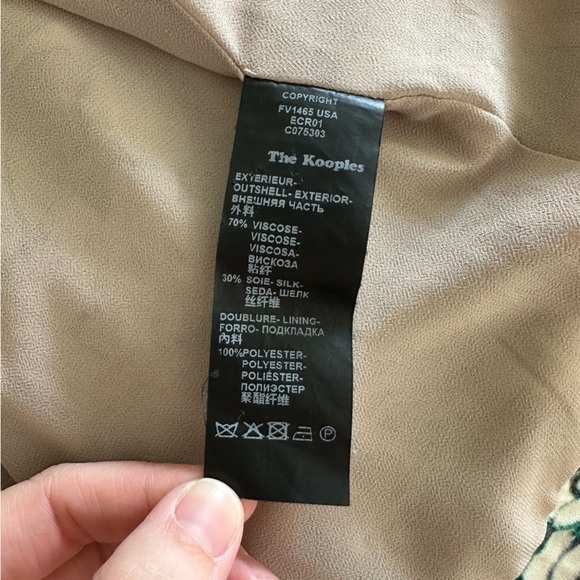 COPYRIGHT
FV1465 USA
ECR01
C075303
The Kooples
EXTERIEUR-
OUTSHELL- EXTERIOR-
ВНЕШНЯЯ ЧАСТЬ
外料
70% VISCOSE-
VISCOSE-
VISCOSA-
ВИСКОЗА
粘纤
30% SOIE- SILK-
SEDA- ШЕЛК
丝纤维
DOUBLURE- LINING-
FORRO- ПОДКЛАДКА
內料
100%POLYESTER-
POLYESTER-
POLIÉSTER-
ПОЛИЭСТЕР
聚酯纤维
P